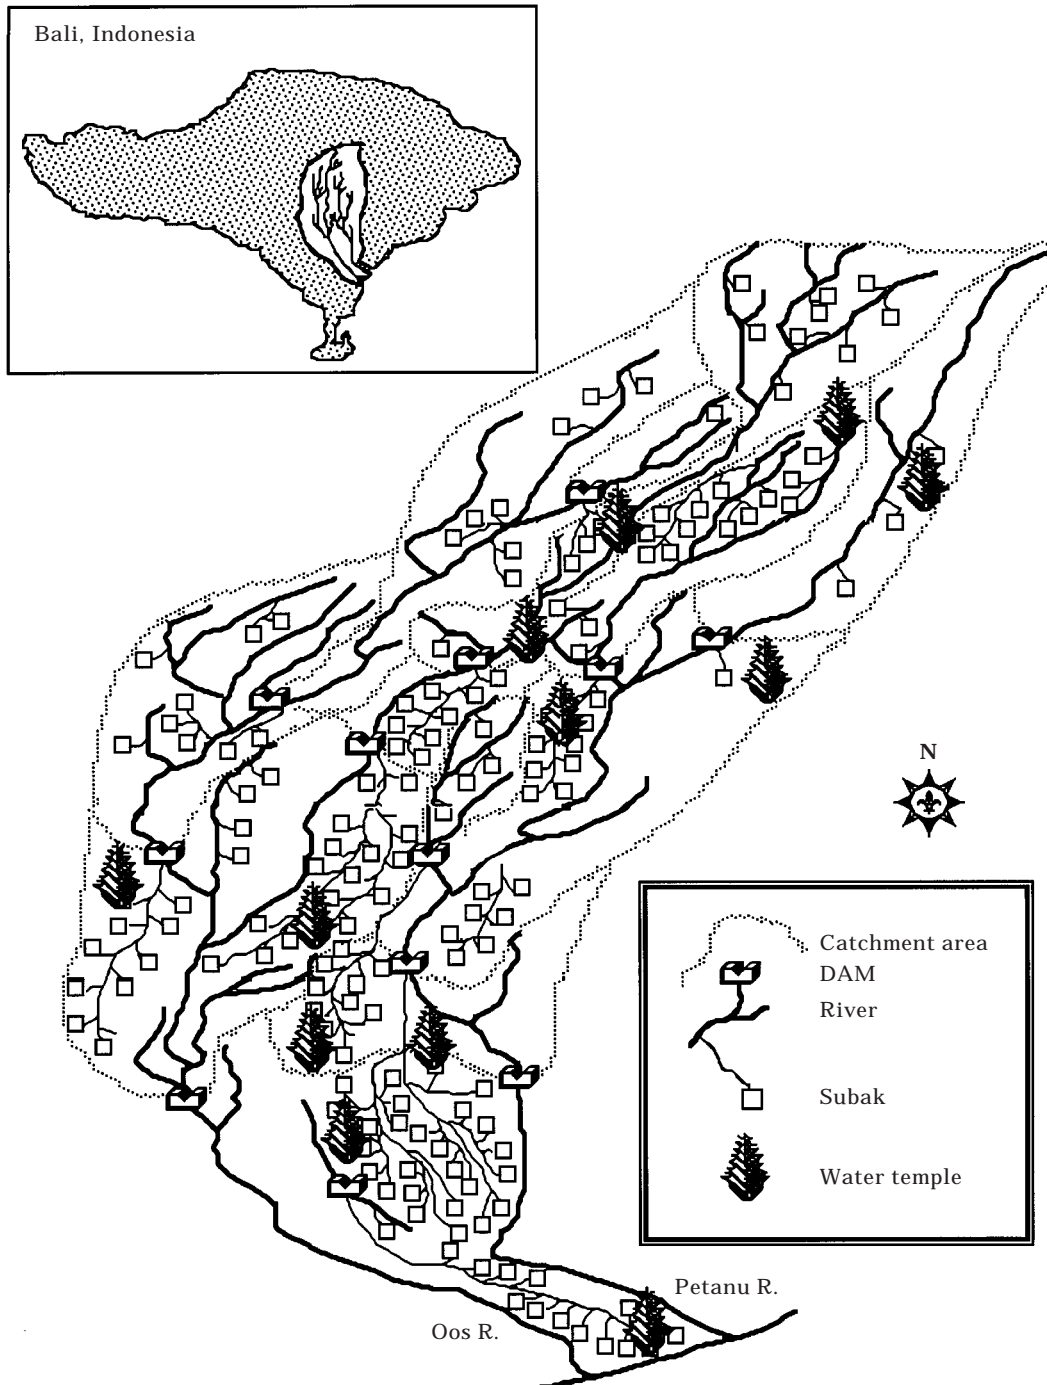 Bali, Indonesia
N
Catchment area
DAM
River
Subak
Water temple
Petanu R.
Oos R.